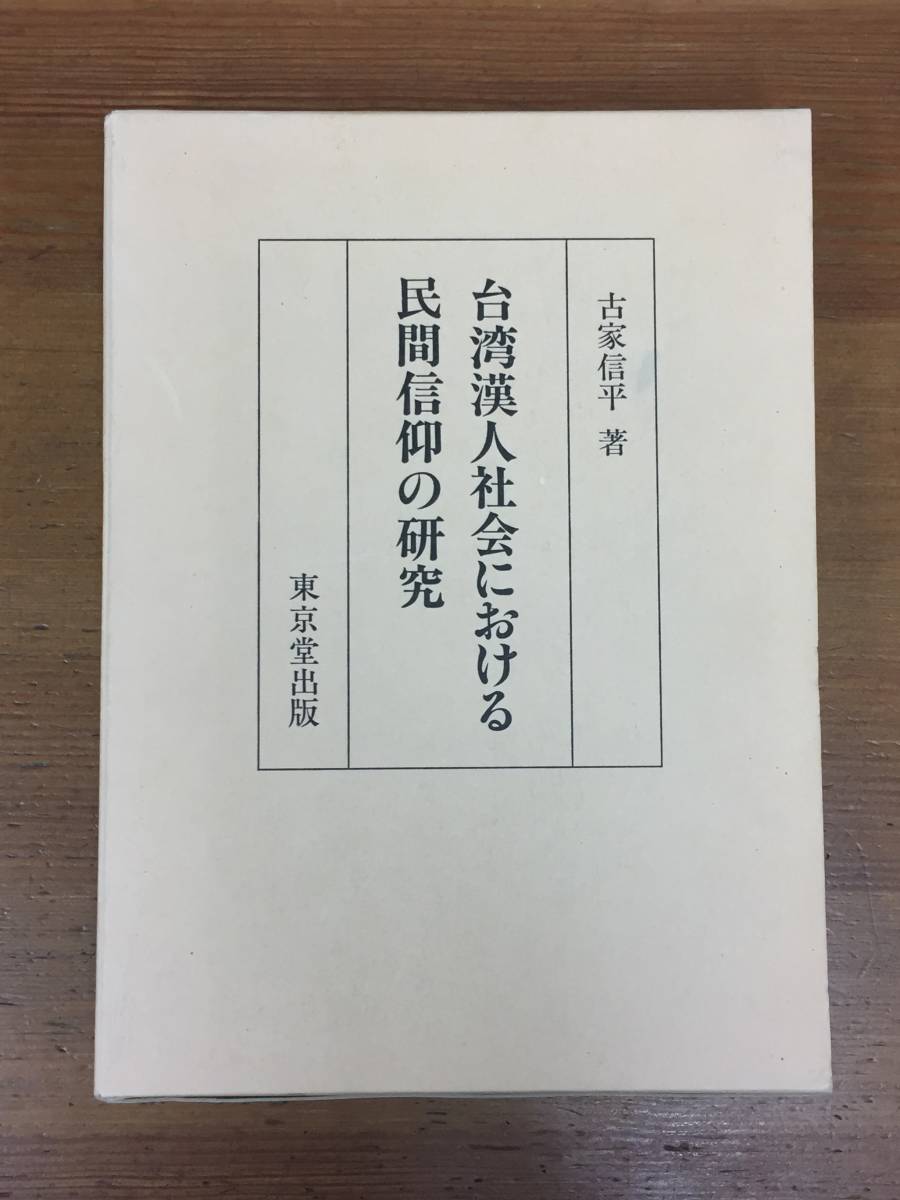 古家信平 著
台湾漢人社会における
民間信仰の研究
東京堂出版